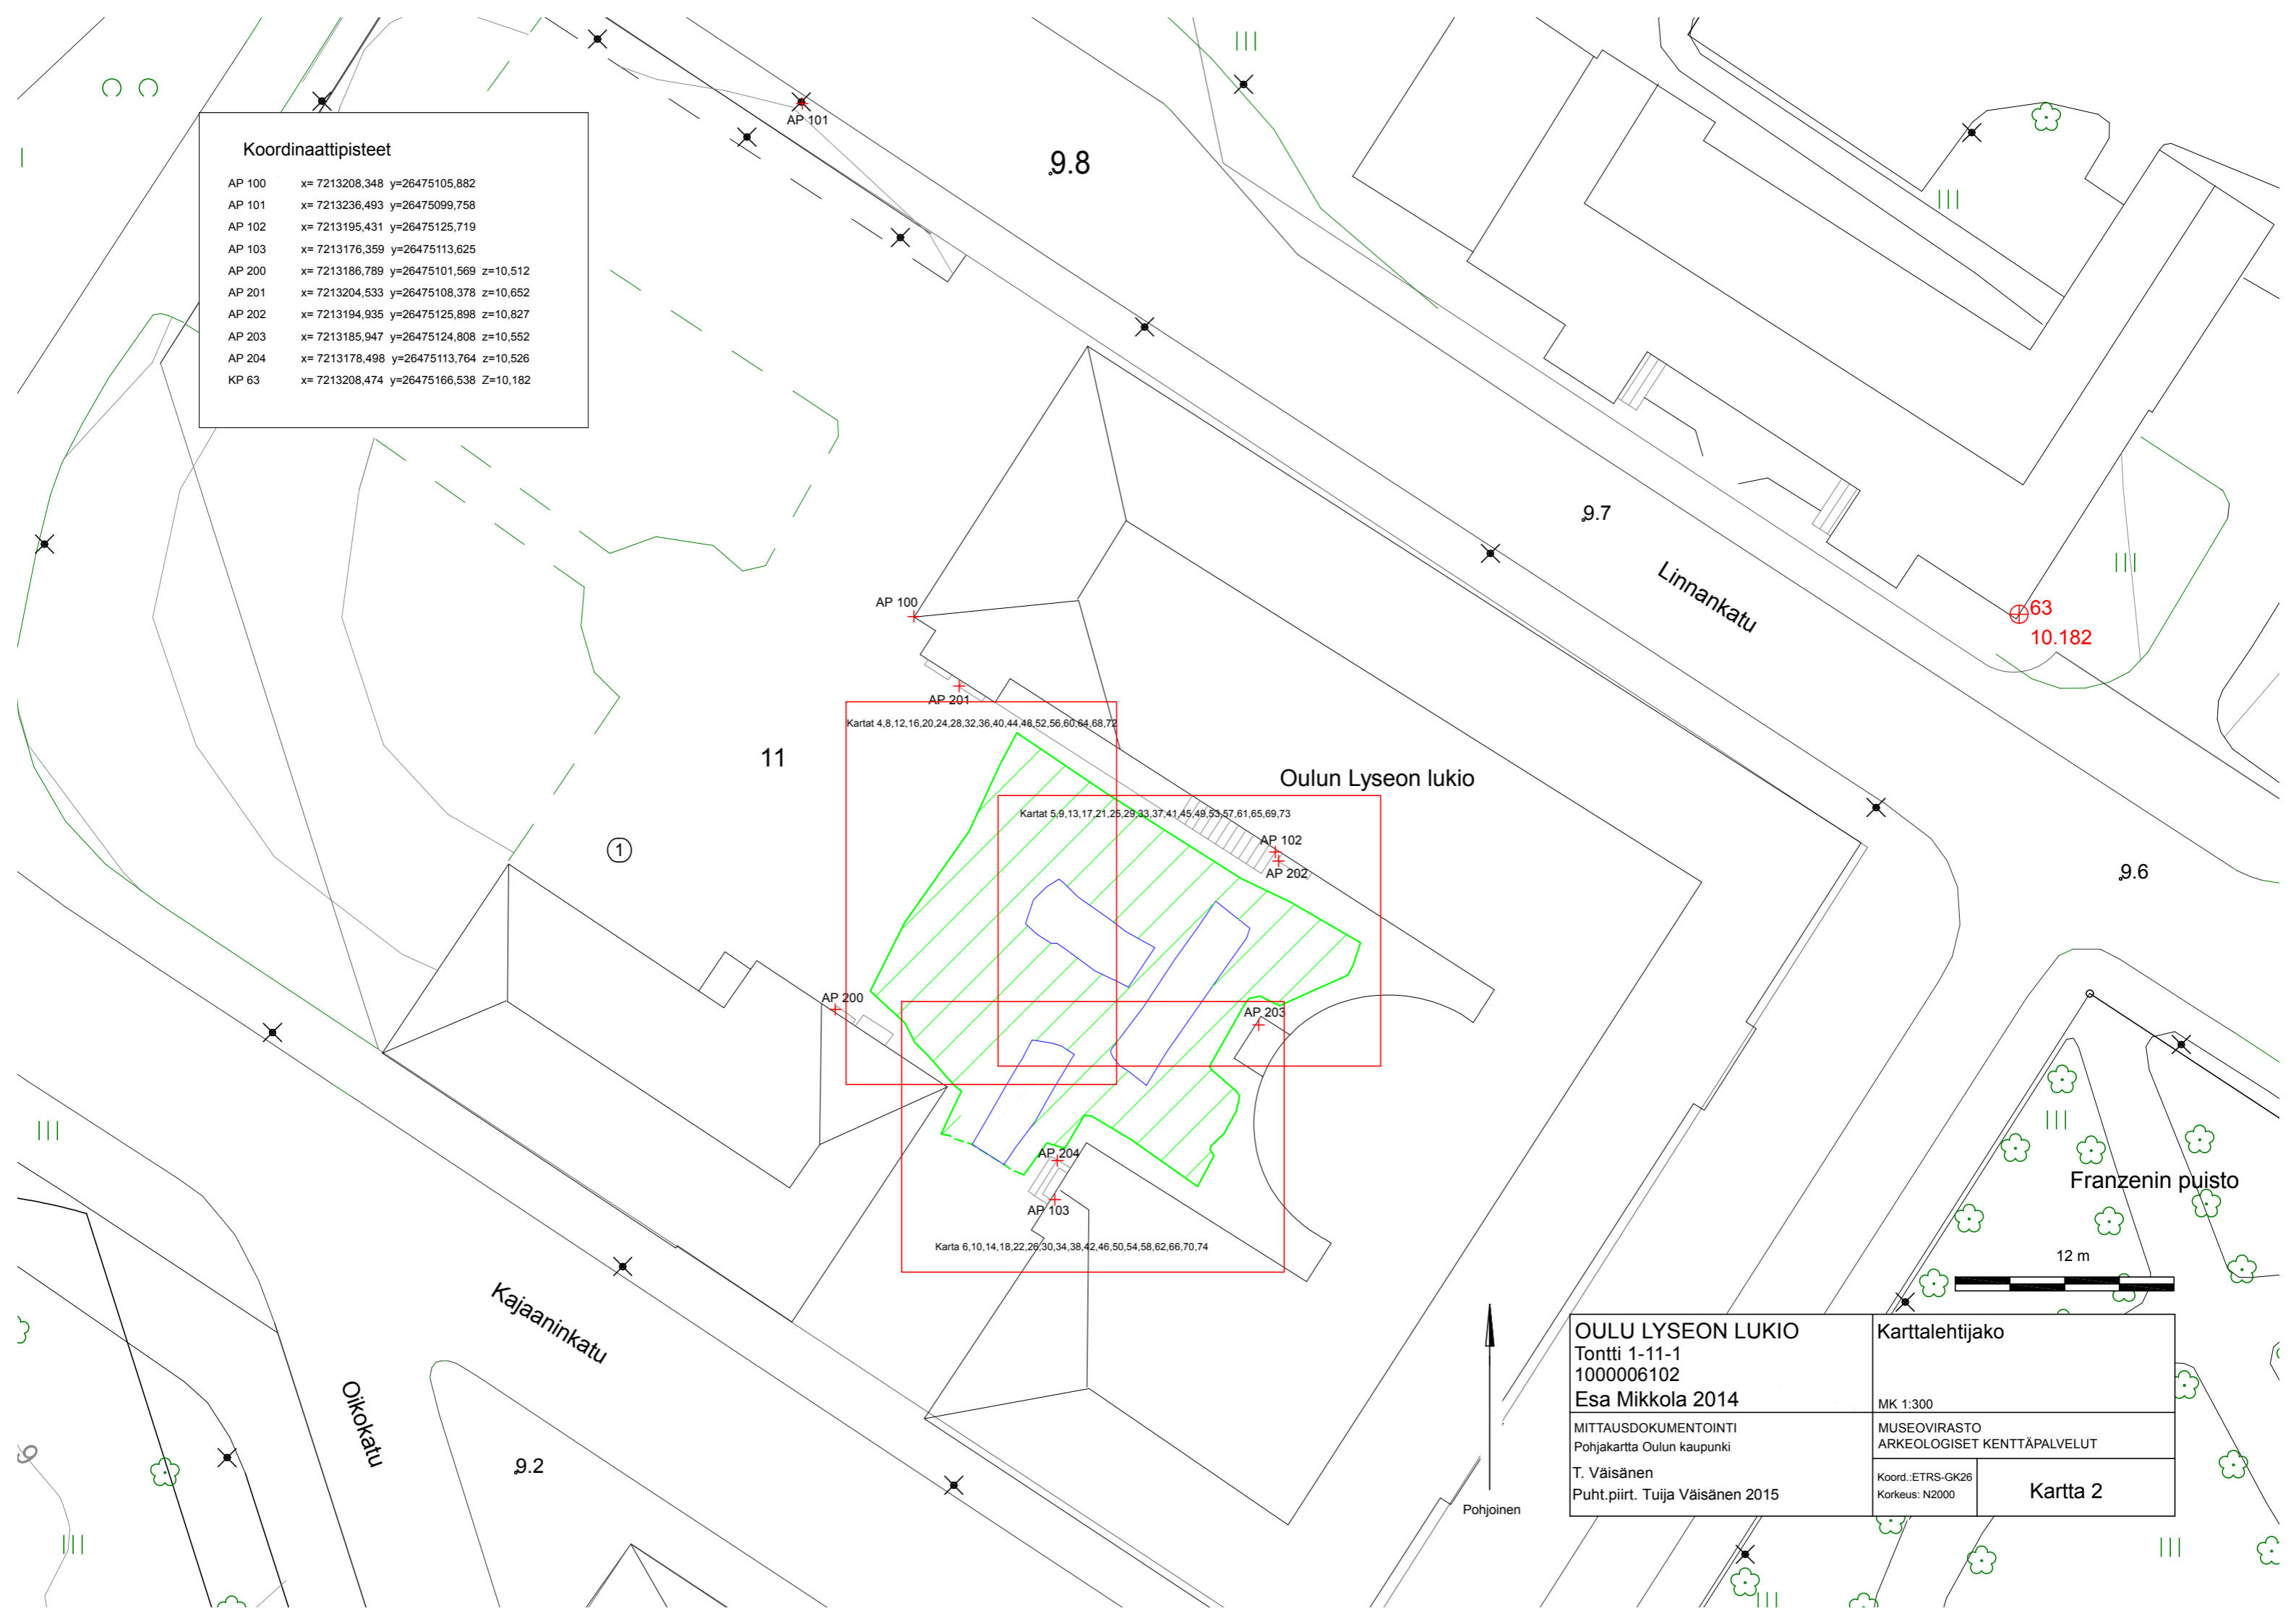 AP 101
9.8
Koordinaattipisteet
AP 100 x= 7213208,348 y=26475105,882
AP 101 x= 7213236,493 y=26475099,758
AP 102 x= 7213195,431 y=26475125,719
AP 103 x= 7213176,359 y=26475113,625
AP 200 x= 7213186,789 y=26475101,569 z=10,512
AP 201 x= 7213204,533 y=26475108,378 z=10,652
AP 202 x= 7213194,935 y=26475125,898 z=10,827
AP 203 x= 7213185,947 y=26475124,808 z=10,552
AP 204 x= 7213178,498 y=26475113,764 z=10,526
KP 63 x= 7213208,474 y=26475166,538 Z=10,182
9.7
Linnankatu
AP 100
63
10.182
AP 201
Kartat 4,8,12,16,20,24,28,32,36,40,44,48,52,56,60,64,68,72
11
Oulun Lyseon lukio
Kartat 5,9,13,17,21,25,29,33,37,41,45,49,53,57,61,65,69,73
1
AP 102
AP 202
9.6
AP 200
AP 203
AP 204
Franzenin puisto
AP 103
Karta 6,10,14,18,22,26,30,34,38,42,46,50,54,58,62,66,70,74
12 m
Kajaaninkatu
Oikokatu
9
9.2
Pohjoinen
OULU LYSEON LUKIO
Tontti 1-11-1
1000006102
Esa Mikkola 2014
Karttalehtijako
MK 1:300
MITTAUSDOKUMENTOINTI
Pohjakartta Oulun kaupunki
T. Väisänen
Puht.piirt. Tuija Väisänen 2015
MUSEOVIRASTO
ARKEOLOGISET KENTTÄPALVELUT
Koord.:ETRS-GK26
Korkeus: N2000
Kartta 2